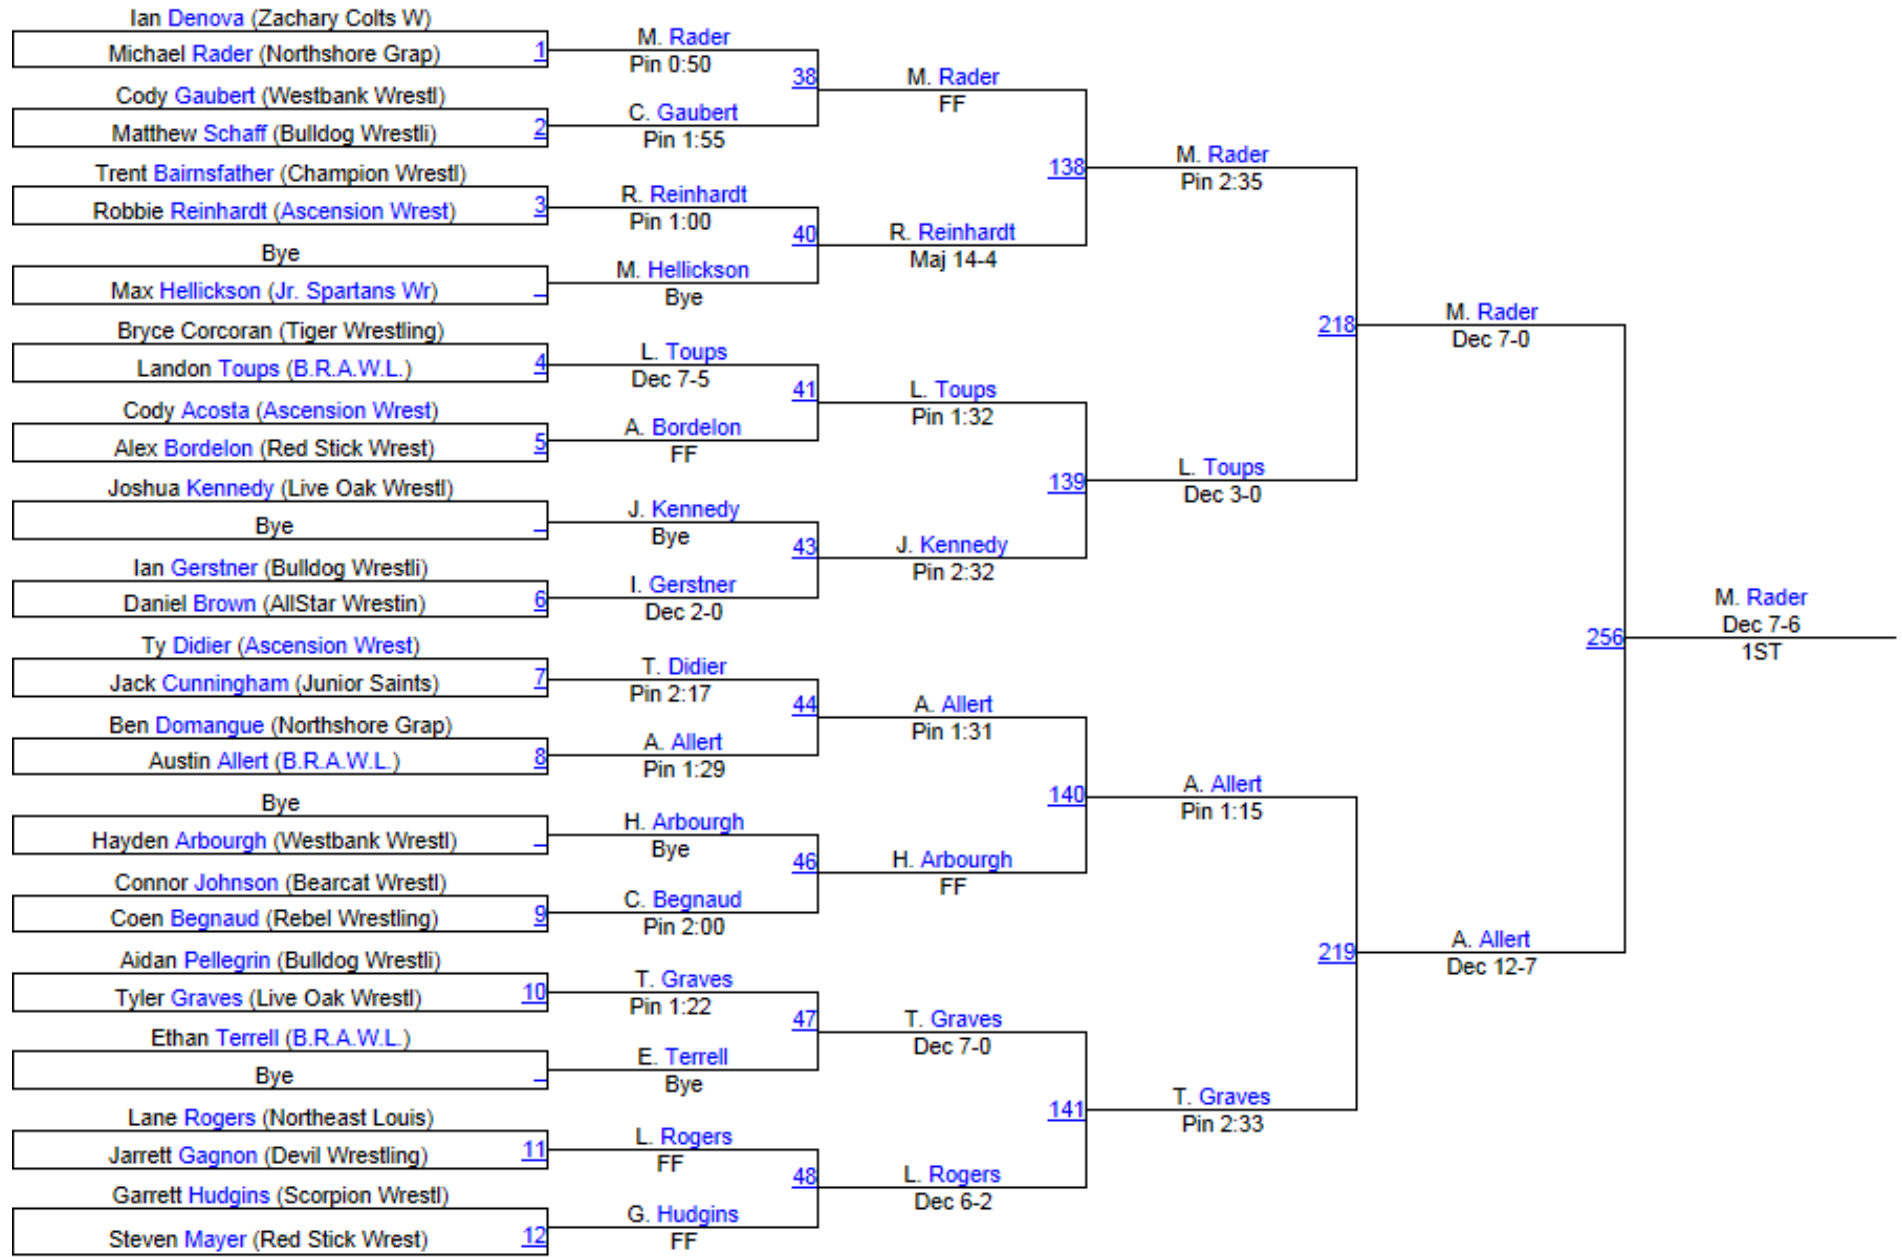 Ian Denova (Zachary Colts W)
Michael Rader (Northshore Grap) 1
Cody Gaubert (Westbank Wrestl)
Matthew Schaff (Bulldog Wrestli) 2
Trent Bairnsfather (Champion Wrestl)
Robbie Reinhardt (Ascension Wrest) 3
Bye
Max Hellickson (Jr. Spartans Wr)
Bryce Corcoran (Tiger Wrestling)
Landon Toups (B.R.A.W.L.) 4
Cody Acosta (Ascension Wrest)
Alex Bordelon (Red Stick Wrest) 5
Joshua Kennedy (Live Oak Wrestl)
Bye
Ian Gerstner (Bulldog Wrestli)
Daniel Brown (AllStar Wrestin) 6
Ty Didier (Ascension Wrest)
Jack Cunningham (Junior Saints) 7
Ben Domangue (Northshore Grap)
Austin Allert (B.R.A.W.L.) 8
Bye
Hayden Arbourgh (Westbank Wrestl)
Connor Johnson (Bearcat Wrestl)
Coen Begnaud (Rebel Wrestling) 9
Aidan Pellegrin (Bulldog Wrestli)
Tyler Graves (Live Oak Wrestl) 10
Ethan Terrell (B.R.A.W.L.)
Bye
Lane Rogers (Northeast Louis)
Jarrett Gagnon (Devil Wrestling) 11
Garrett Hudgins (Scorpion Wrestl)
Steven Mayer (Red Stick Wrest) 12
M. Rader
Pin 0:50
38
C. Gaubert
Pin 1:55
R. Reinhardt
Pin 1:00
40
M. Hellickson
Bye
L. Toups
Dec 7-5
41
A. Bordelon
FF
J. Kennedy
Bye
43
I. Gerstner
Dec 2-0
T. Didier
Pin 2:17
44
A. Allert
Pin 1:29
H. Arbourgh
Bye
46
C. Begnaud
Pin 2:00
T. Graves
Pin 1:22
47
E. Terrell
Bye
L. Rogers
FF
48
G. Hudgins
FF
M. Rader
FF
138
R. Reinhardt
Maj 14-4
L. Toups
Pin 1:32
139
J. Kennedy
Pin 2:32
A. Allert
Pin 1:31
140
H. Arbourgh
FF
T. Graves
Dec 7-0
141
L. Rogers
Dec 6-2
M. Rader
Pin 2:35
218
L. Toups
Dec 3-0
A. Allert
Pin 1:15
219
T. Graves
Pin 2:33
M. Rader
Dec 7-0
256
A. Allert
Dec 12-7
M. Rader
Dec 7-6
1ST